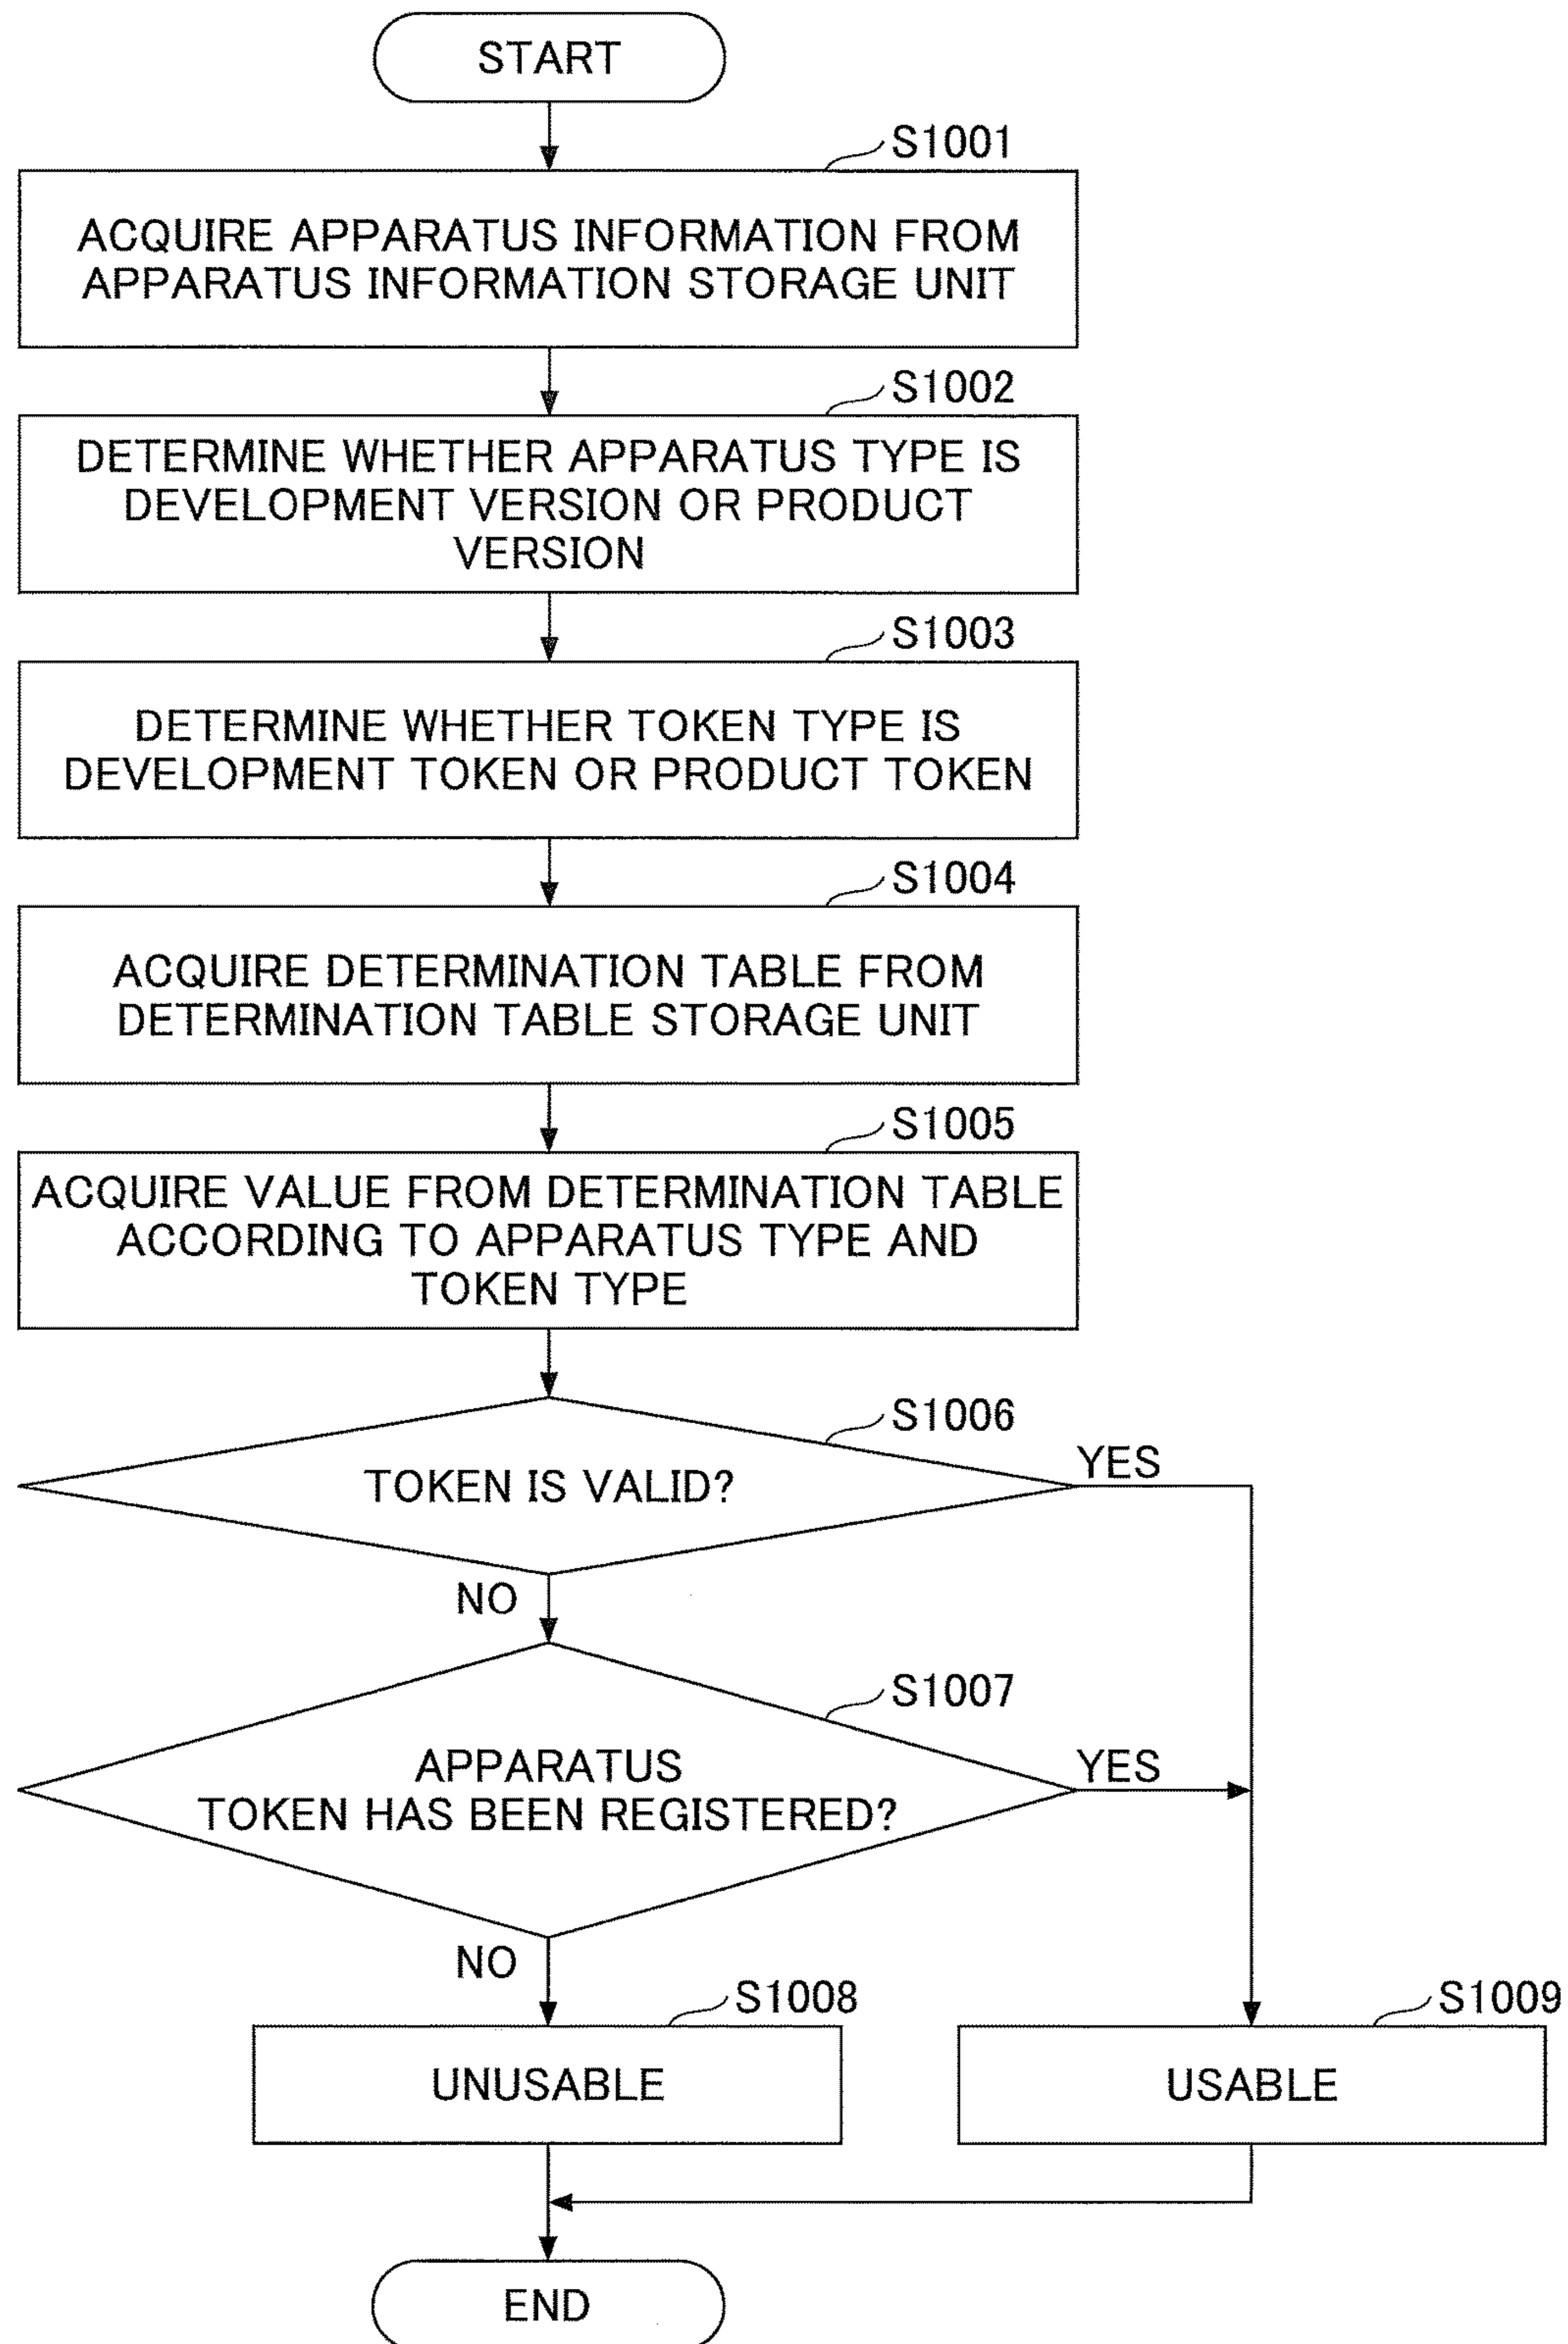 START
S1001
ACQUIRE APPARATUS INFORMATION FROM
APPARATUS INFORMATION STORAGE UNIT
S1002
DETERMINE WHETHER APPARATUS TYPE IS
DEVELOPMENT VERSION OR PRODUCT
VERSION
S1003
DETERMINE WHETHER TOKEN TYPE IS
DEVELOPMENT TOKEN OR PRODUCT TOKEN
S1004
ACQUIRE DETERMINATION TABLE FROM
DETERMINATION TABLE STORAGE UNIT
S1005
ACQUIRE VALUE FROM DETERMINATION TABLE
ACCORDING TO APPARATUS TYPE AND
TOKEN TYPE
S1006
TOKEN IS VALID?
YES
NO
S1007
APPARATUS
TOKEN HAS BEEN REGISTERED?
YES
NO
S1008
UNUSABLE
S1009
USABLE
END